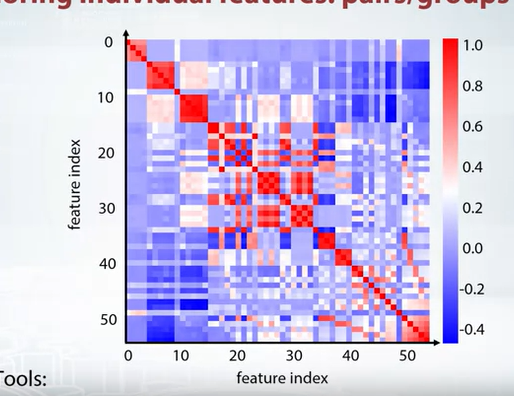 oring individual features: pairs/groups
0
10
20
30
40
50
feature index
0 10 20 30 40 50
feature index
1.0
0.8
0.6
0.4
0.2
0.0
-0.2
-0.4
Tools: